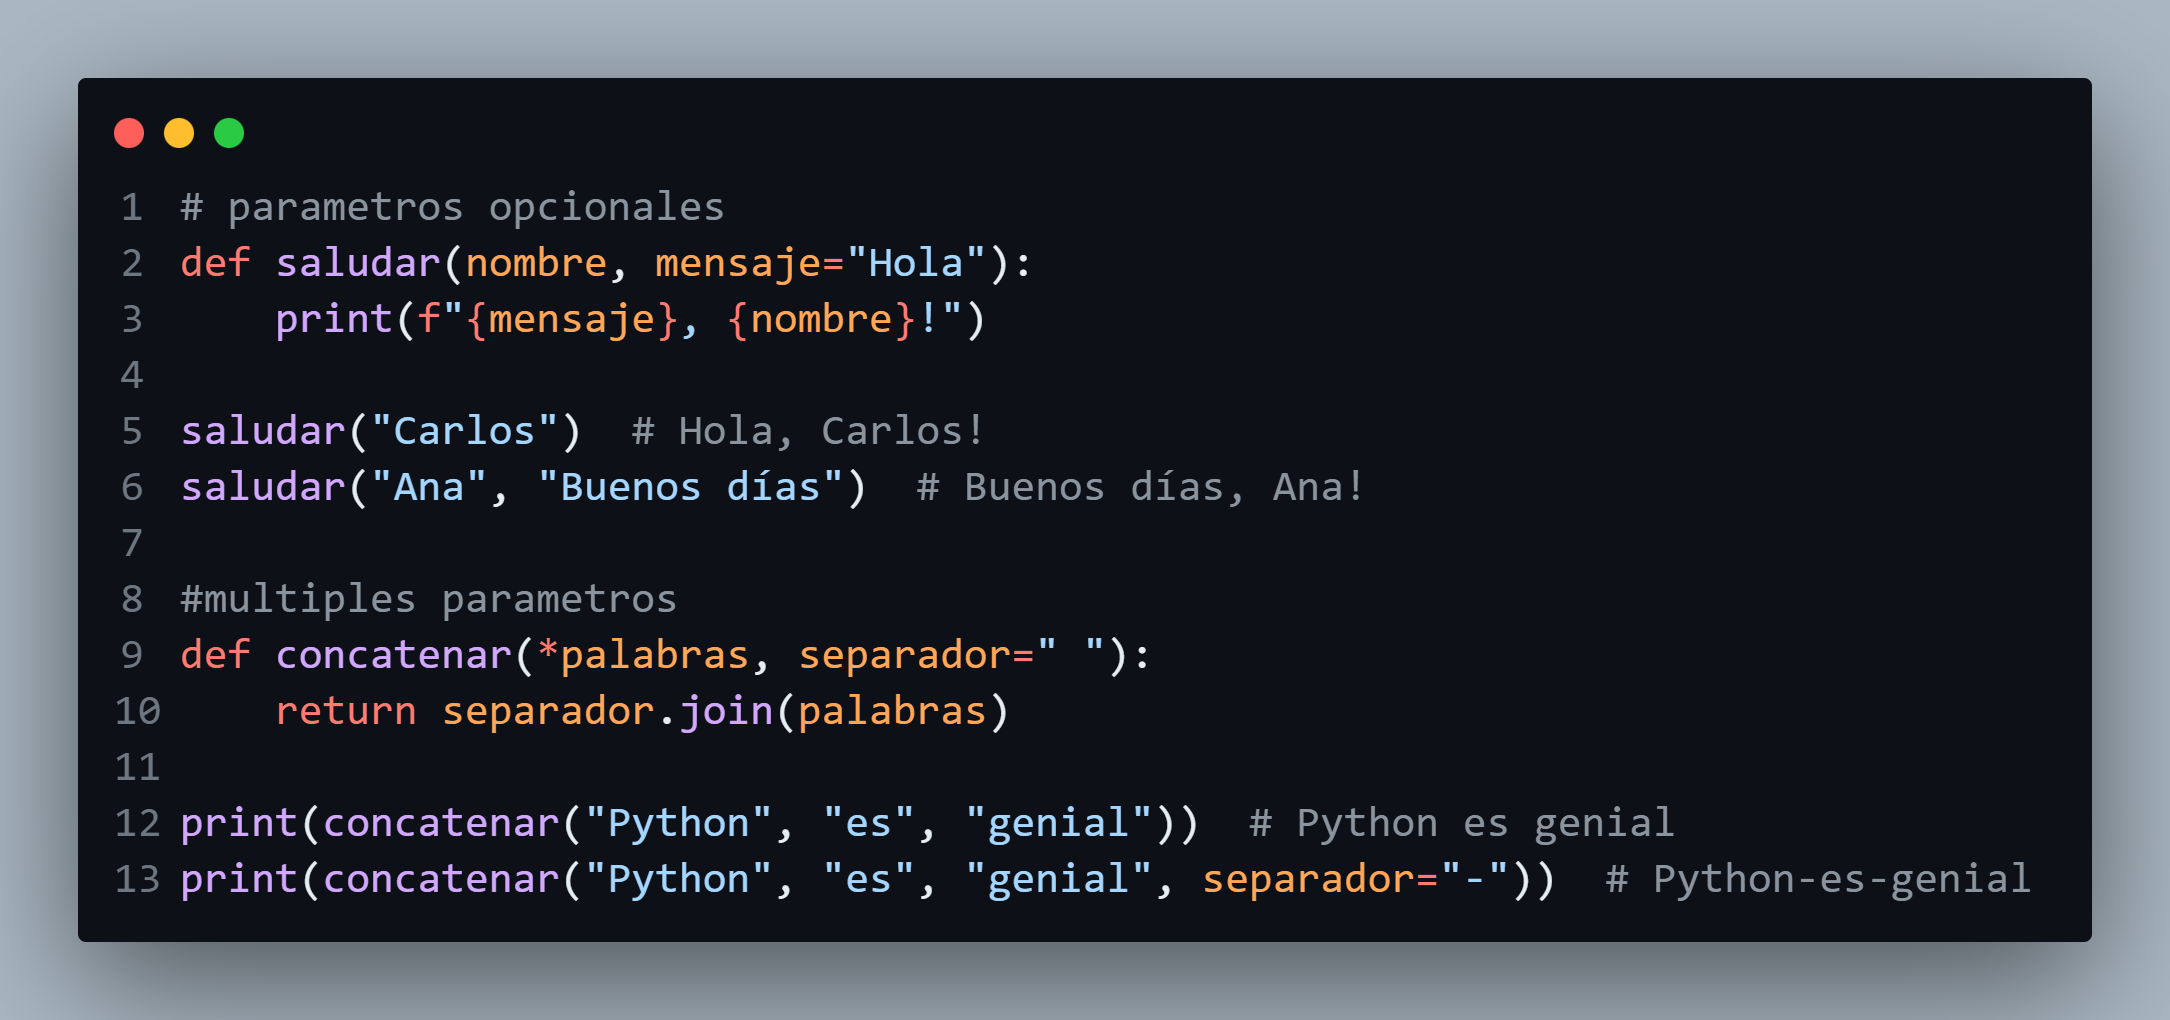 1 # parametros opcionales
2 def saludar(nombre, mensaje="Hola"):
3     print(f"{mensaje}, {nombre}!")
4
5 saludar("Carlos")  # Hola, Carlos!
6 saludar("Ana", "Buenos días")  # Buenos días, Ana!
7
8 #multiples parametros
9 def concatenar(*palabras, separador=" "):
10     return separador.join(palabras)
11
12 print(concatenar("Python", "es", "genial"))  # Python es genial
13 print(concatenar("Python", "es", "genial", separador="-"))  # Python-es-genial